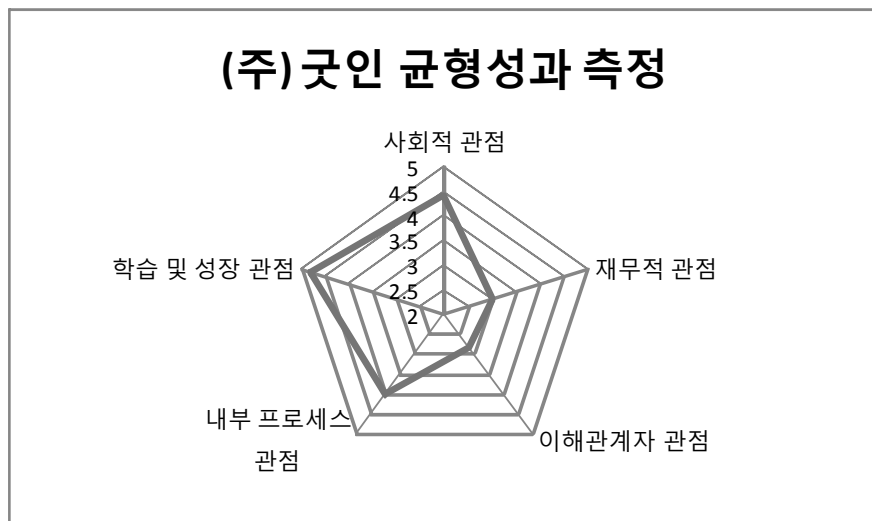 (주)굿인 균형성과 측정
사회적 관점
5
4.5
4
3.5
3
2.5
2
재무적 관점
이해관계자 관점
내부 프로세스
관점
학습 및 성장 관점